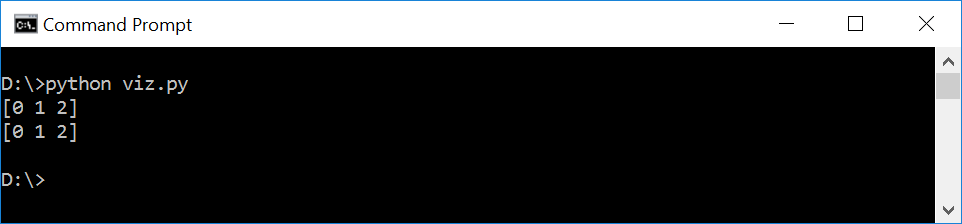 Command Prompt
D:\>python viz.py
[0 1 2]
[0 1 2]
D:\>